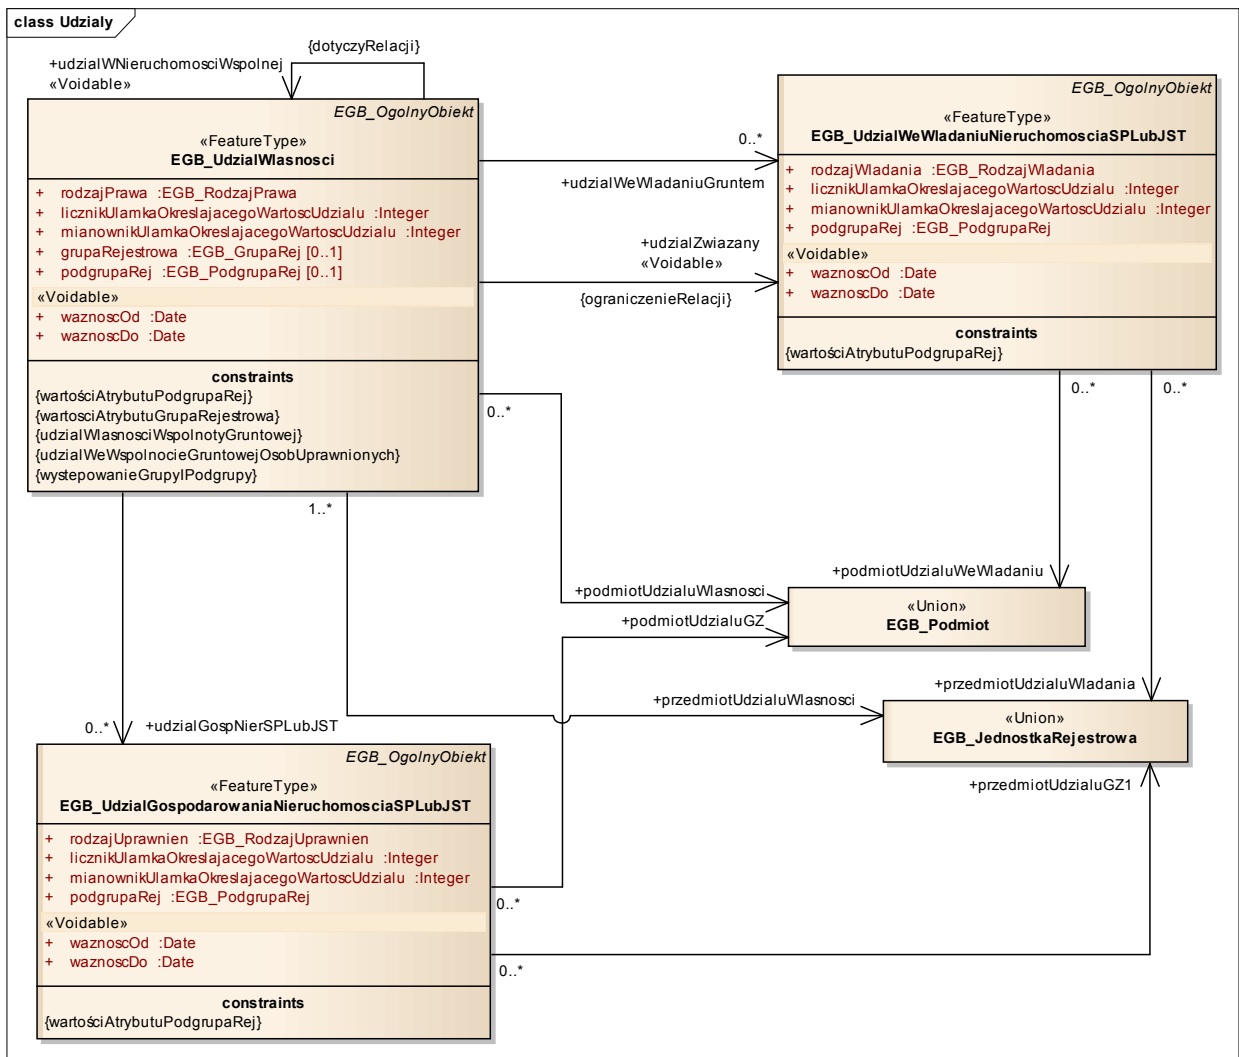 class Udzialy
{dotyczyRelacji}
+udzialWNieruchomosciWspolnej
«Voidable»
EGB_OgolnyObiekt
«FeatureType»
EGB_UdzialWlasnosci
+ rodzajPrawa :EGB_RodzajPrawa
+ licznikUlamkaOkreslajacegoWartoscUdzialu :Integer
+ mianownikUlamkaOkreslajacegoWartoscUdzialu :Integer
+ grupaRejestrowa :EGB_GrupaRej [0..1]
+ podgrupaRej :EGB_PodgrupaRej [0..1]
«Voidable»
+ waznoscOd :Date
+ waznoscDo :Date
constraints
{wartościAtrybutuPodgrupaRej}
{wartosciAtrybutuGrupaRejestrowa}
{udzialWlasnosciWspolnotyGruntowej}
{udzialWeWspolnocieGruntowejOsobUprawnionych}
{wystepowanieGrupyIPodgrupy}
0..*
+udzialWeWladaniuGruntem
+udzialZwiazany
«Voidable»
{ograniczenieRelacji}
EGB_OgolnyObiekt
«FeatureType»
EGB_UdzialWeWladaniuNieruchomosciaSPLubJST
+ rodzajWladania :EGB_RodzajWladania
+ licznikUlamkaOkreslajacegoWartoscUdzialu :Integer
+ mianownikUlamkaOkreslajacegoWartoscUdzialu :Integer
+ podgrupaRej :EGB_PodgrupaRej
«Voidable»
+ waznoscOd :Date
+ waznoscDo :Date
constraints
{wartościAtrybutuPodgrupaRej}
0..*
0..*
0..*
1..*
+podmiotUdzialuWeWladaniu
+podmiotUdzialuWlasnosci
+podmiotUdzialuGZ
«Union»
EGB_Podmiot
+przedmiotUdzialuWladania
+przedmiotUdzialuWlasnosci
«Union»
EGB_JednostkaRejestrowa
+przedmiotUdzialuGZ1
0..*
+udzialGospNierSPLubJST
EGB_OgolnyObiekt
«FeatureType»
EGB_UdzialGospodarowaniaNieruchomosciaSPLubJST
+ rodzajUprawnien :EGB_RodzajUprawnien
+ licznikUlamkaOkreslajacegoWartoscUdzialu :Integer
+ mianownikUlamkaOkreslajacegoWartoscUdzialu :Integer
+ podgrupaRej :EGB_PodgrupaRej
«Voidable»
+ waznoscOd :Date
+ waznoscDo :Date
constraints
{wartościAtrybutuPodgrupaRej}
0..*
0..*